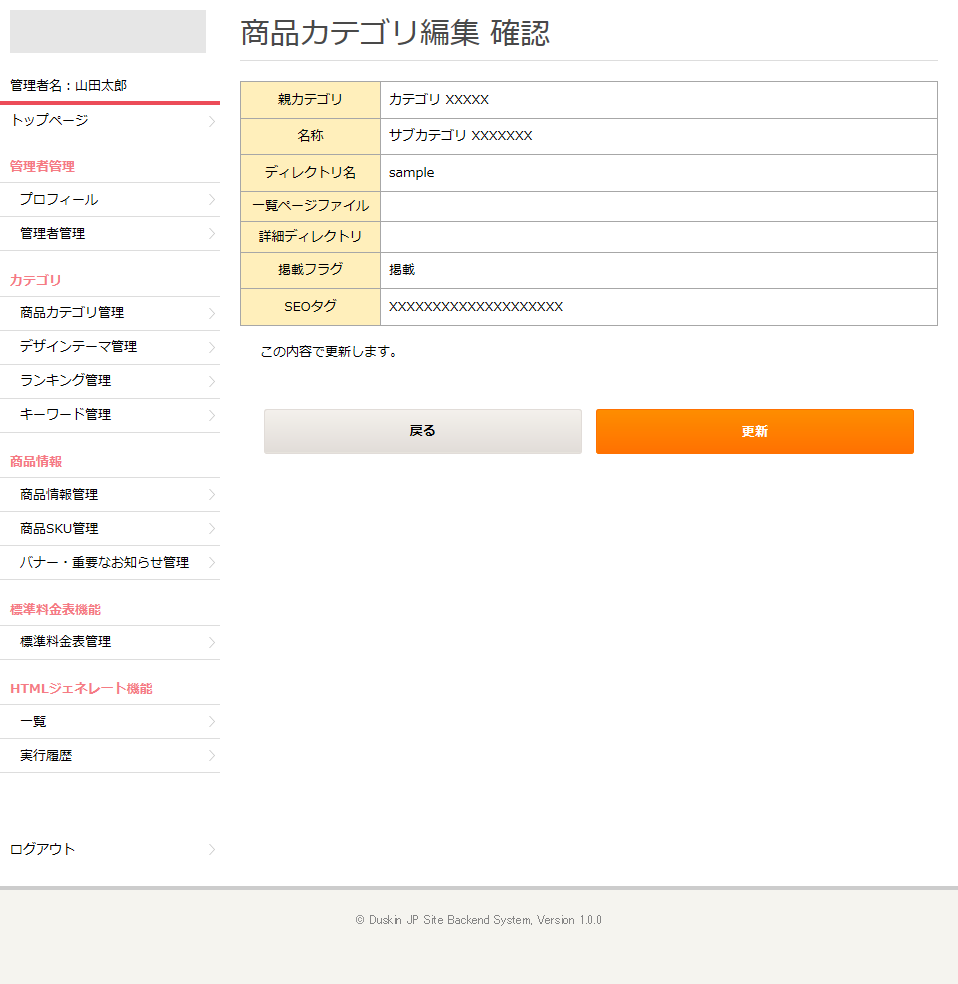 管理者名：山田太郎
トップページ
管理者管理
プロフィール
管理者管理
カテゴリ
商品カテゴリ管理
デザインテーマ管理
ランキング管理
キーワード管理
商品情報
商品情報管理
商品SKU管理
バナー・重要なお知らせ管理
標準料金表機能
標準料金表管理
HTMLジェネレート機能
一覧
実行履歴
ログアウト
商品カテゴリ編集 確認
親カテゴリ カテゴリ XXXXX
名称 サブカテゴリ XXXXXXX
ディレクトリ名 sample
一覧ページファイル
詳細ディレクトリ
掲載フラグ 掲載
SEOタグ XXXXXXXXXXXXXXXXXXXX
この内容で更新します。
戻る 更新
© Duskin JP Site Backend System, Version 1.0.0